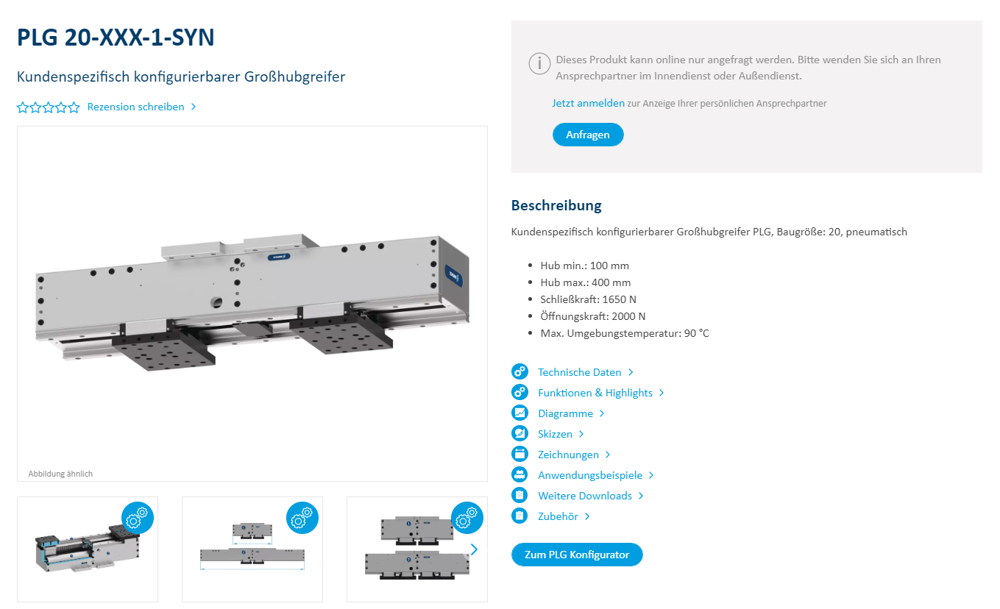 PLG 20-XXX-1-SYN
Kundenspezifisch konfigurierbarer Großhubgreifer
Rezension schreiben
Abbildung ähnlich
Dieses Produkt kann online nur angefragt werden. Bitte wenden Sie sich an Ihren
Ansprechpartner im Innendienst oder Außendienst.
Jetzt anmelden zur Anzeige Ihrer persönlichen Ansprechpartner
Anfragen
Beschreibung
Kundenspezifisch konfigurierbarer Großhubgreifer PLG, Baugröße: 20, pneumatisch
Hub min.: 100 mm
Hub max.: 400 mm
Schließkraft: 1650 N
Öffnungskraft: 2000 N
Max. Umgebungstemperatur: 90 °C
Technische Daten
Funktionen & Highlights
Diagramme
Skizzen
Zeichnungen
Anwendungsbeispiele
Weitere Downloads
Zubehör
Zum PLG Konfigurator